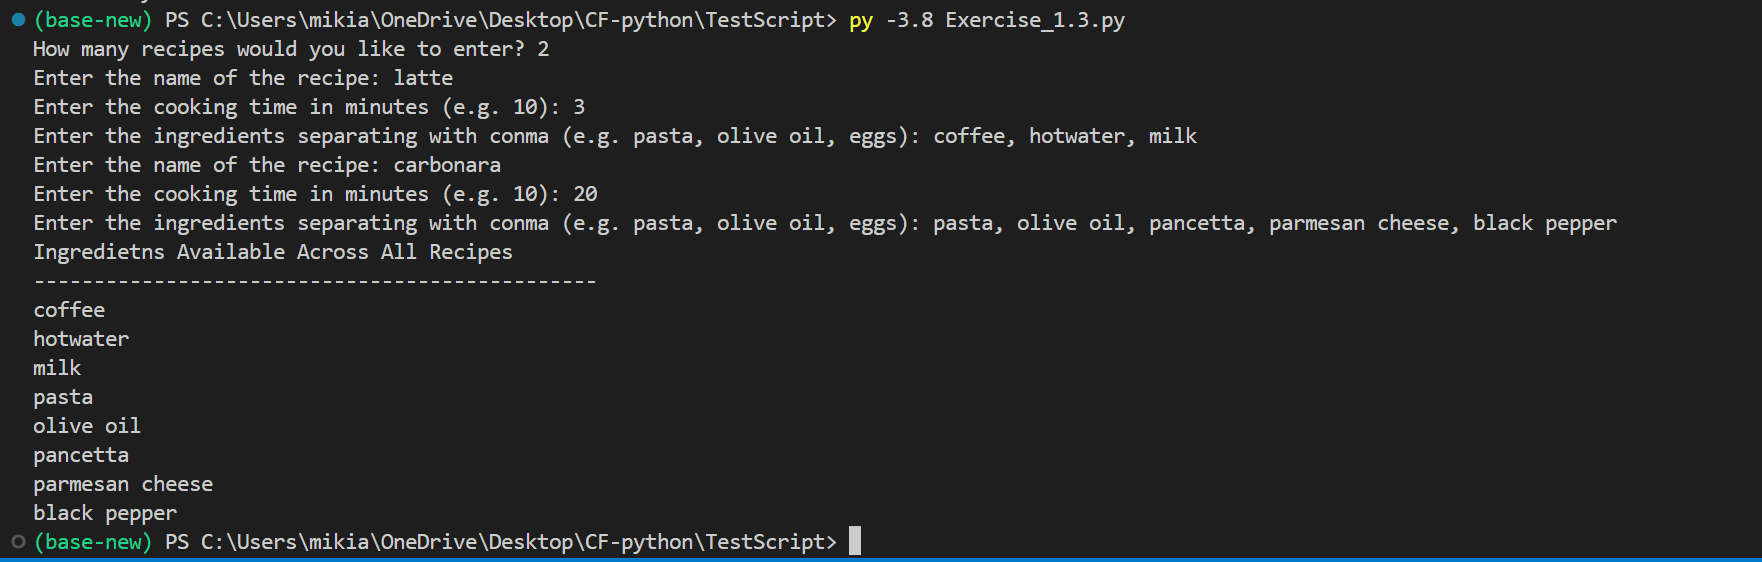 (base-new) PS C:\Users\mikia\OneDrive\Desktop\CF-python\TestScript> py -3.8 Exercise_1.3.py
How many recipes would you like to enter? 2
Enter the name of the recipe: latte
Enter the cooking time in minutes (e.g. 10): 3
Enter the ingredients separating with conma (e.g. pasta, olive oil, eggs): coffee, hotwater, milk
Enter the name of the recipe: carbonara
Enter the cooking time in minutes (e.g. 10): 20
Enter the ingredients separating with conma (e.g. pasta, olive oil, eggs): pasta, olive oil, pancetta, parmesan cheese, black pepper
Ingredietns Available Across All Recipes
-----------------------------------------------
coffee
hotwater
milk
pasta
olive oil
pancetta
parmesan cheese
black pepper
(base-new) PS C:\Users\mikia\OneDrive\Desktop\CF-python\TestScript>